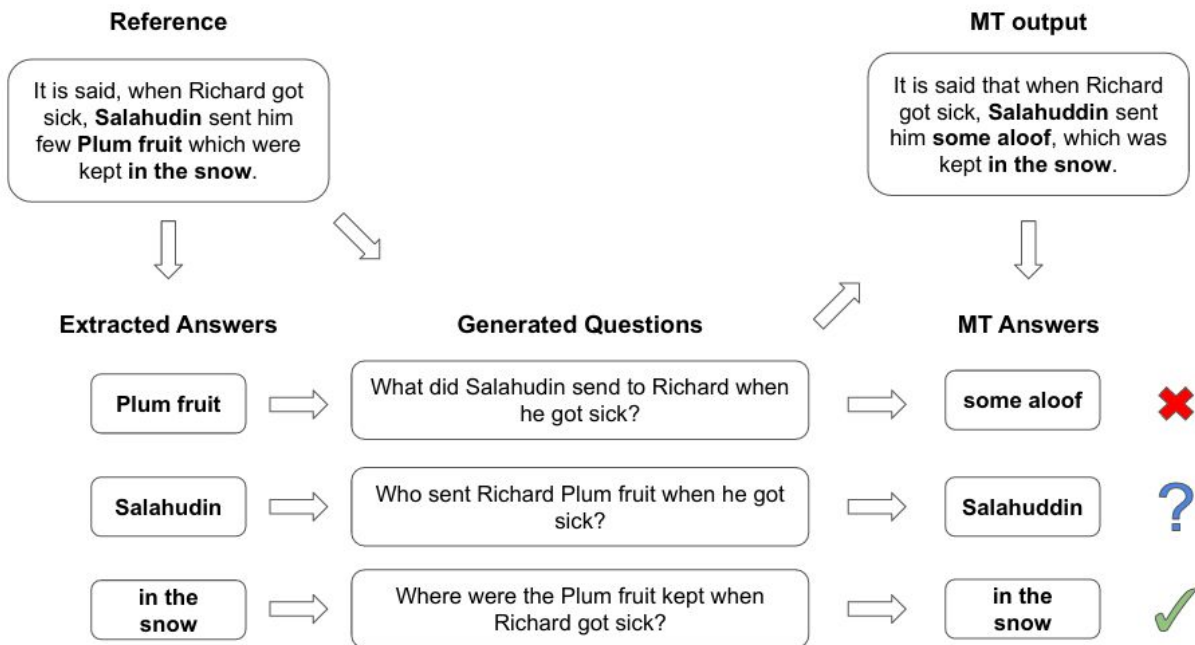 Reference
MT output
It is said, when Richard got
sick, Salahudin sent him
few Plum fruit which were
kept in the snow.
It is said that when Richard
got sick, Salahuddin sent
him some aloof, which was
kept in the snow.
Extracted Answers
Generated Questions
MT Answers
Plum fruit
What did Salahudin send to Richard when
he got sick?
some aloof
Salahudin
Who sent Richard Plum fruit when he got
sick?
Salahuddin
?
in the
snow
Where were the Plum fruit kept when
Richard got sick?
in the
snow